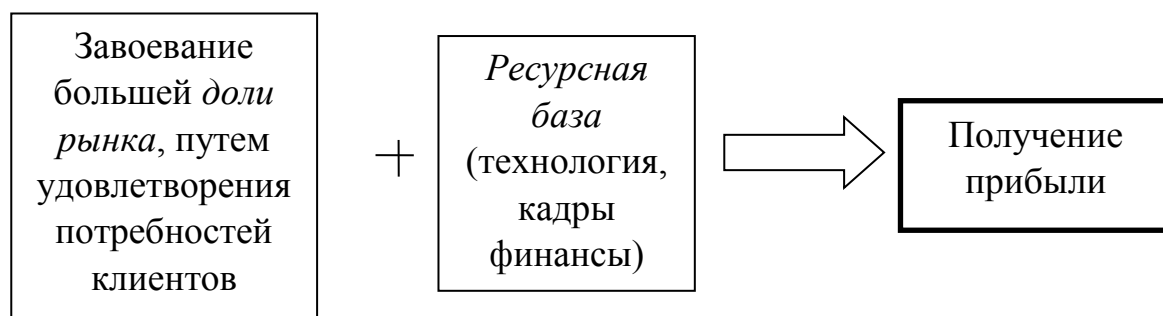 Завоевание
большей доли
рынка, путем
удовлетворения
потребностей
клиентов
+
Ресурсная
база
(технология,
кадры
финансы)
Получение
прибыли